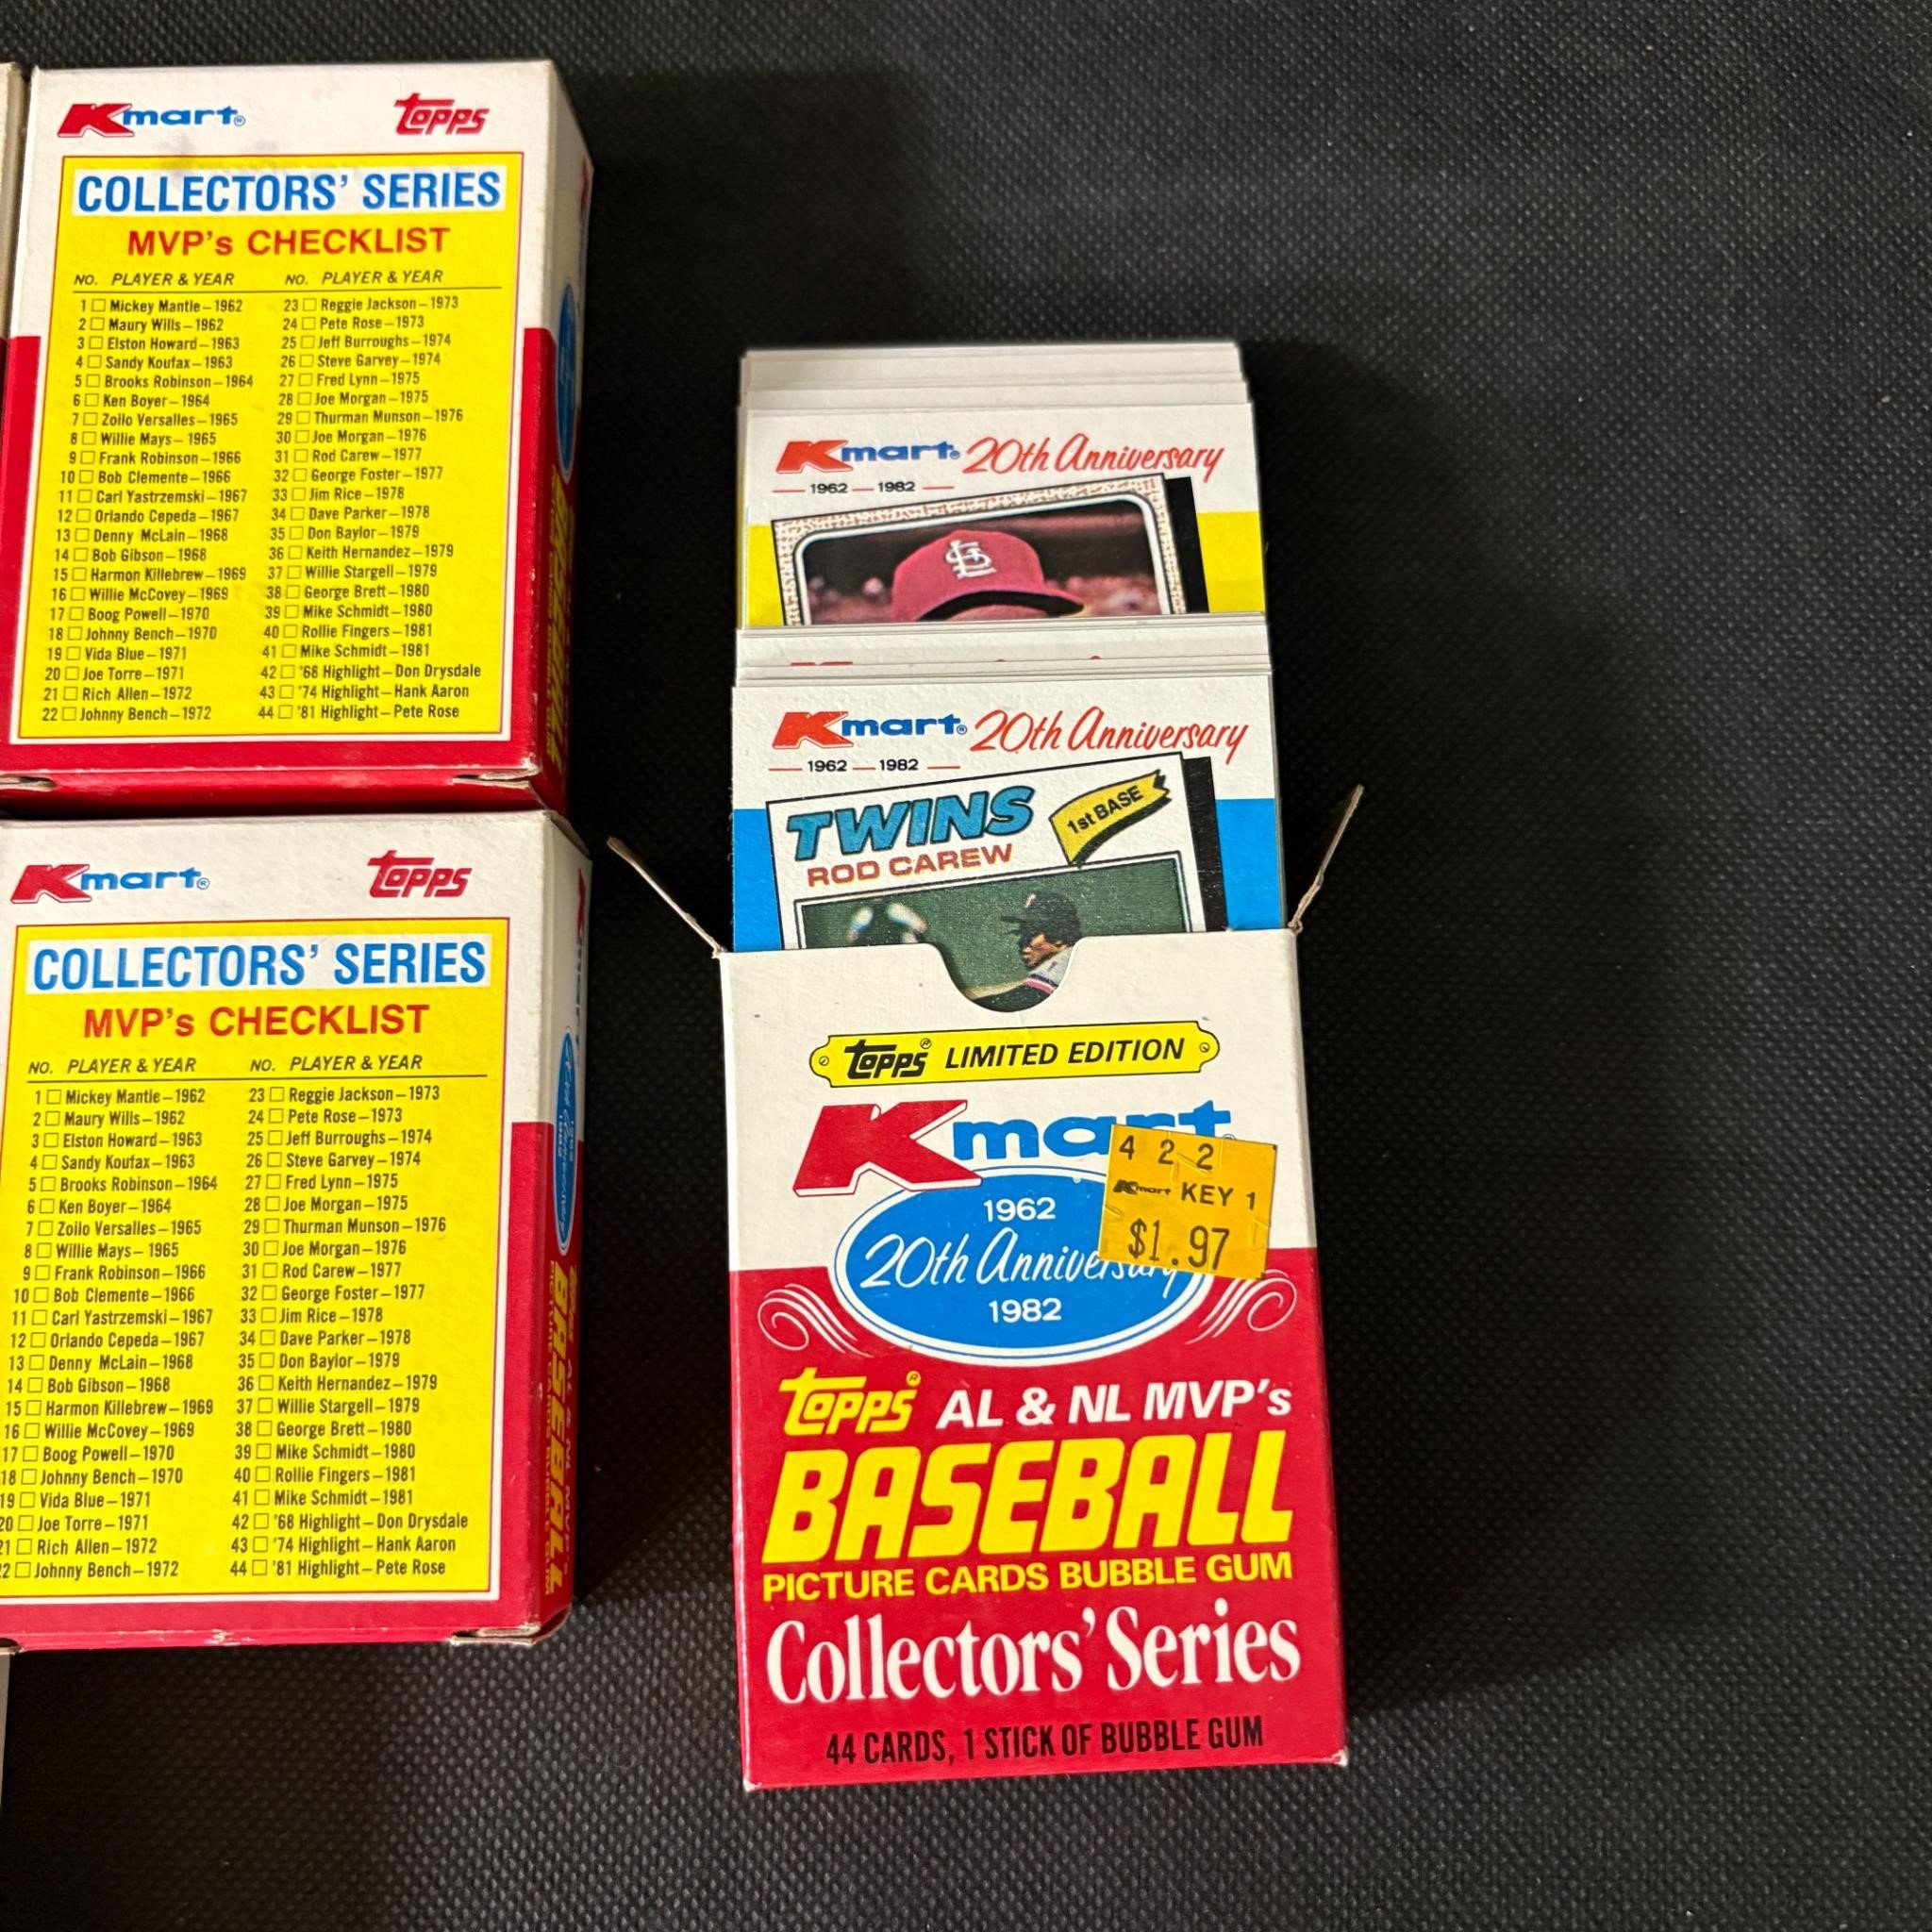 Kmart® topps
COLLECTORS' SERIES
MVP's CHECKLIST
NO. PLAYER & YEAR NO. PLAYER & YEAR
1 □ Mickey Mantle–1962 23 □ Reggie Jackson–1973
2 □ Maury Wills–1962 24 □ Pete Rose–1973
3 □ Elston Howard–1963 25 □ Jeff Burroughs–1974
4 □ Sandy Koufax–1963 26 □ Steve Garvey–1974
5 □ Brooks Robinson–1964 27 □ Fred Lynn–1975
6 □ Ken Boyer–1964 28 □ Joe Morgan–1975
7 □ Zoilo Versalles–1965 29 □ Thurman Munson–1976
8 □ Willie Mays–1965 30 □ Joe Morgan–1976
9 □ Frank Robinson–1966 31 □ Rod Carew–1977
10 □ Bob Clemente–1966 32 □ George Foster–1977
11 □ Carl Yastrzemski–1967 33 □ Jim Rice–1978
12 □ Orlando Cepeda–1967 34 □ Dave Parker–1978
13 □ Denny McLain–1968 35 □ Don Baylor–1979
14 □ Bob Gibson–1968 36 □ Keith Hernandez–1979
15 □ Harmon Killebrew–1969 37 □ Willie Stargell–1979
16 □ Willie McCovey–1969 38 □ George Brett–1980
17 □ Boog Powell–1970 39 □ Mike Schmidt–1980
18 □ Johnny Bench–1970 40 □ Rollie Fingers–1981
19 □ Vida Blue–1971 41 □ Mike Schmidt–1981
20 □ Joe Torre–1971 42 □ '68 Highlight–Don Drysdale
21 □ Rich Allen–1972 43 □ '74 Highlight–Hank Aaron
22 □ Johnny Bench–1972 44 □ '81 Highlight–Pete Rose
Kmart® topps
COLLECTORS' SERIES
MVP's CHECKLIST
NO. PLAYER & YEAR NO. PLAYER & YEAR
1 □ Mickey Mantle–1962 23 □ Reggie Jackson–1973
2 □ Maury Wills–1962 24 □ Pete Rose–1973
3 □ Elston Howard–1963 25 □ Jeff Burroughs–1974
4 □ Sandy Koufax–1963 26 □ Steve Garvey–1974
5 □ Brooks Robinson–1964 27 □ Fred Lynn–1975
6 □ Ken Boyer–1964 28 □ Joe Morgan–1975
7 □ Zoilo Versalles–1965 29 □ Thurman Munson–1976
8 □ Willie Mays–1965 30 □ Joe Morgan–1976
9 □ Frank Robinson–1966 31 □ Rod Carew–1977
10 □ Bob Clemente–1966 32 □ George Foster–1977
11 □ Carl Yastrzemski–1967 33 □ Jim Rice–1978
12 □ Orlando Cepeda–1967 34 □ Dave Parker–1978
13 □ Denny McLain–1968 35 □ Don Baylor–1979
14 □ Bob Gibson–1968 36 □ Keith Hernandez–1979
15 □ Harmon Killebrew–1969 37 □ Willie Stargell–1979
16 □ Willie McCovey–1969 38 □ George Brett–1980
17 □ Boog Powell–1970 39 □ Mike Schmidt–1980
18 □ Johnny Bench–1970 40 □ Rollie Fingers–1981
19 □ Vida Blue–1971 41 □ Mike Schmidt–1981
20 □ Joe Torre–1971 42 □ '68 Highlight–Don Drysdale
21 □ Rich Allen–1972 43 □ '74 Highlight–Hank Aaron
2 □ Johnny Bench–1972 44 □ '81 Highlight–Pete Rose
BASEBALL
Kmart® 20th Anniversary
1962 — 1982
StL
Kmart® 20th Anniversary
1962 — 1982
TWINS
1st BASE
ROD CAREW
topps® LIMITED EDITION
Kmart
4 2 2
Kmart KEY 1
$1.97
1962
20th Anniversary
1982
topps® AL & NL MVP's
BASEBALL
PICTURE CARDS BUBBLE GUM
Collectors' Series
44 CARDS, 1 STICK OF BUBBLE GUM